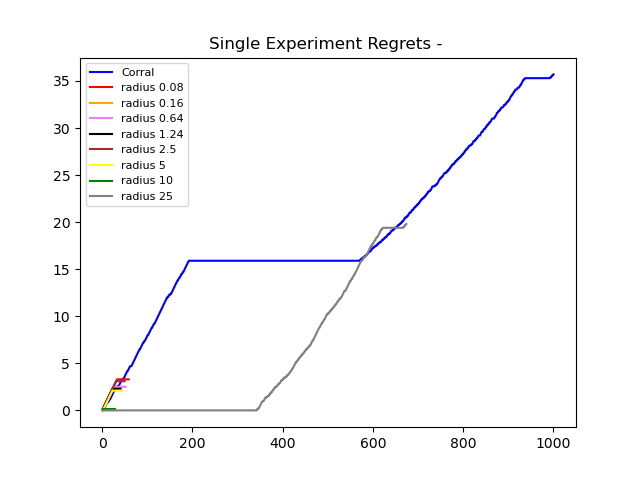 Single Experiment Regrets -
Corral
radius 0.08
radius 0.16
radius 0.64
radius 1.24
radius 2.5
radius 5
radius 10
radius 25
35
30
25
20
15
10
5
0
0 200 400 600 800 1000